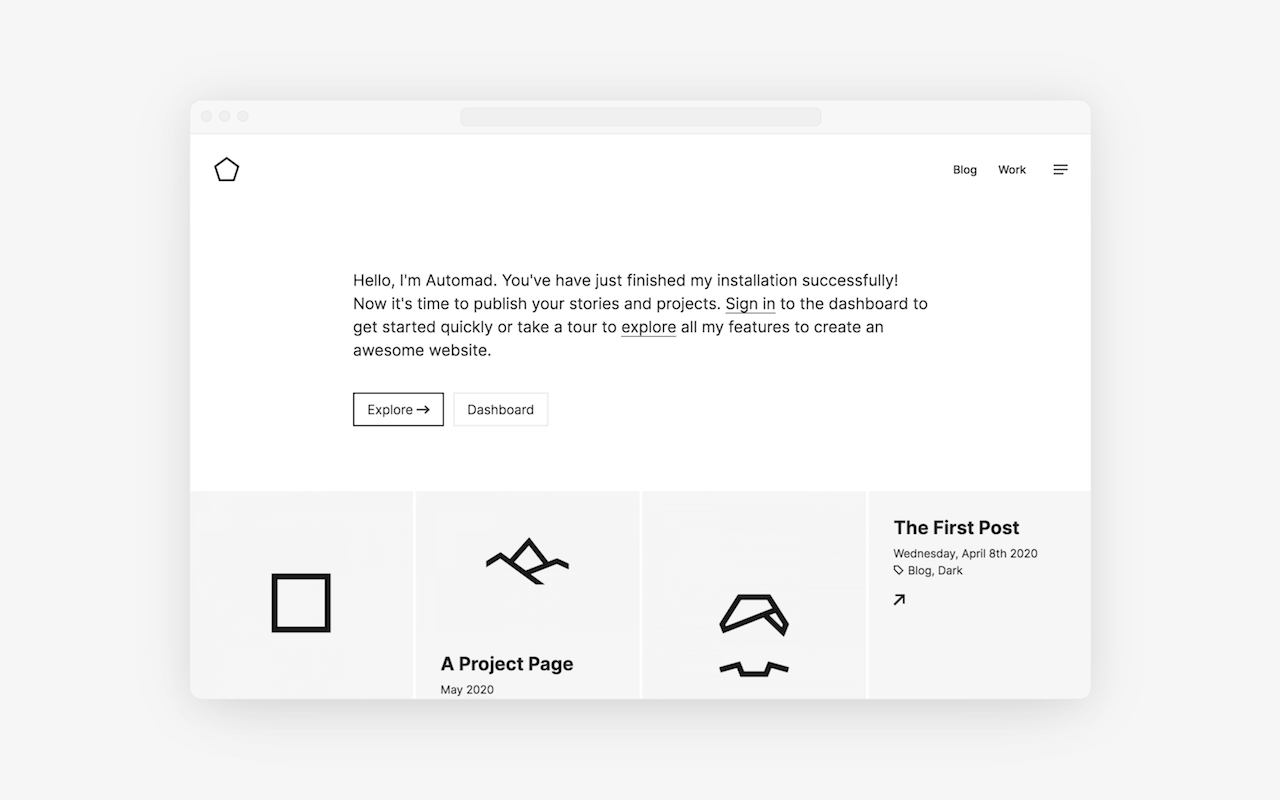 Blog Work
Hello, I'm Automad. You've have just finished my installation successfully!
Now it's time to publish your stories and projects. Sign in to the dashboard to
get started quickly or take a tour to explore all my features to create an
awesome website.
Explore → Dashboard
A Project Page
May 2020
The First Post
Wednesday, April 8th 2020
Blog, Dark